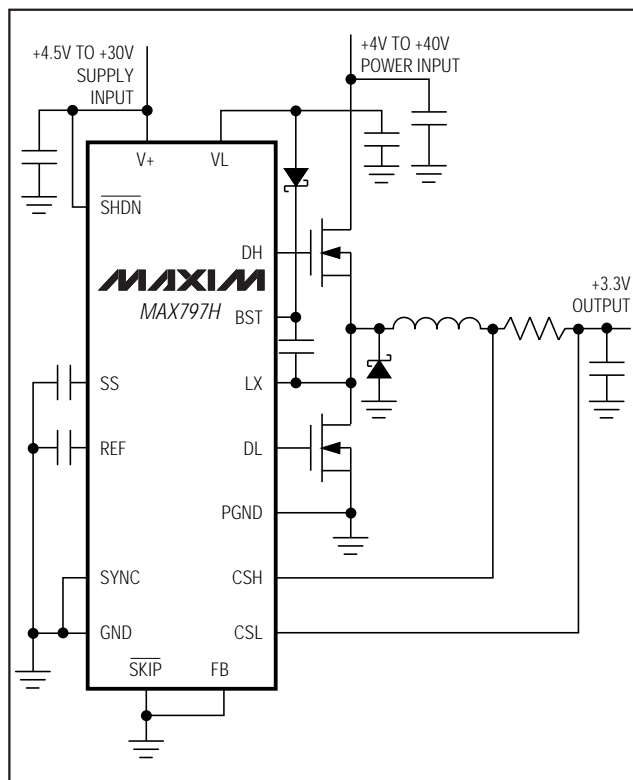 +4.5V TO +30V
SUPPLY
INPUT
+4V TO +40V
POWER INPUT
V+
VL
SHDN
DH
MAXIM
MAX797H
BST
+3.3V
OUTPUT
SS
LX
REF
DL
PGND
SYNC
CSH
GND
CSL
SKIP
FB